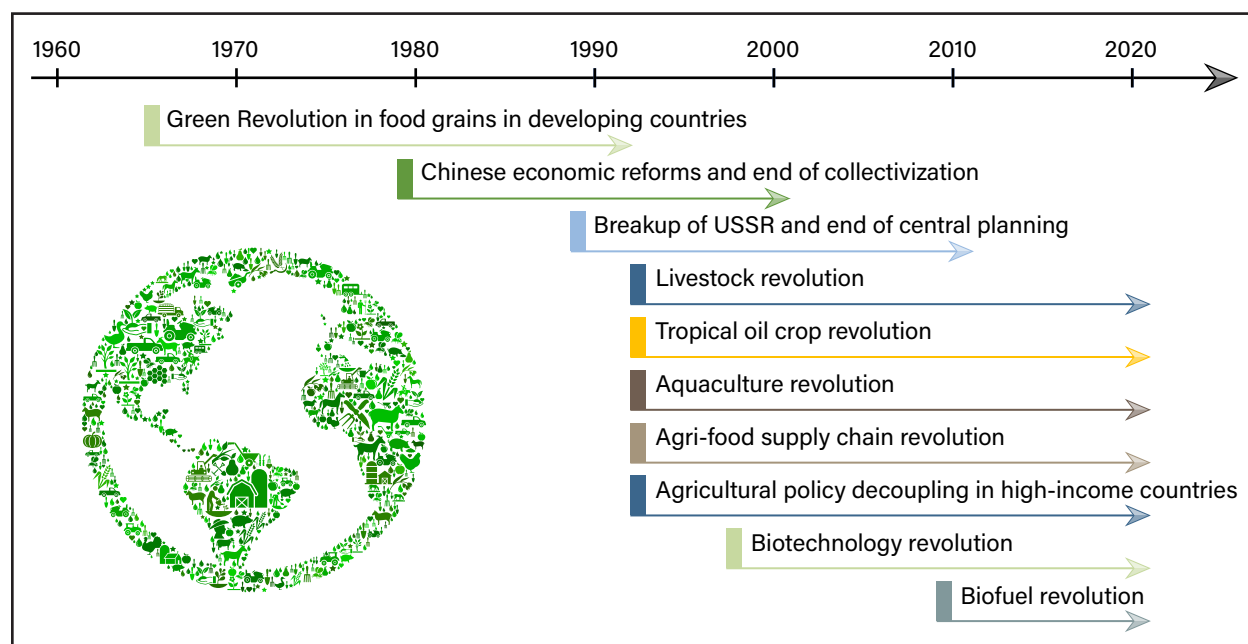 1960 1970 1980 1990 2000 2010 2020
Green Revolution in food grains in developing countries
Chinese economic reforms and end of collectivization
Breakup of USSR and end of central planning
Livestock revolution
Tropical oil crop revolution
Aquaculture revolution
Agri-food supply chain revolution
Agricultural policy decoupling in high-income countries
Biotechnology revolution
Biofuel revolution